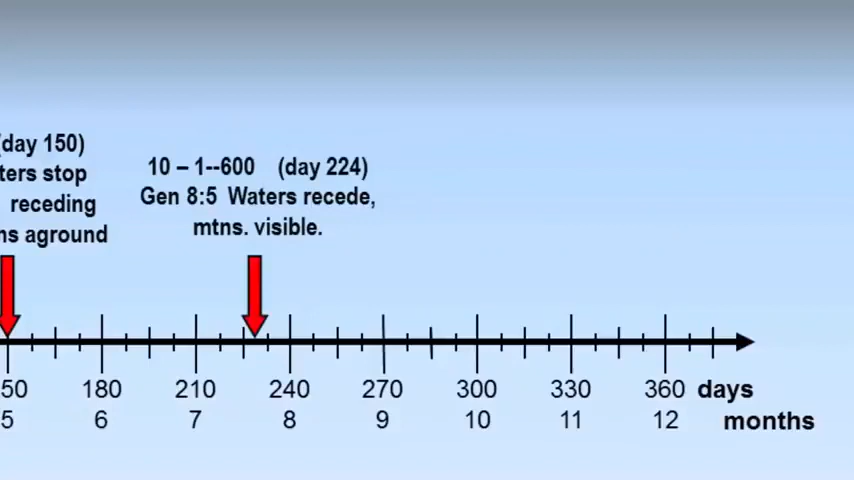 (day 150)
ters stop
receding
ns aground
10 – 1--600 (day 224)
Gen 8:5 Waters recede,
mtns. visible.
50 180 210 240 270 300 330 360 days
5 6 7 8 9 10 11 12 months